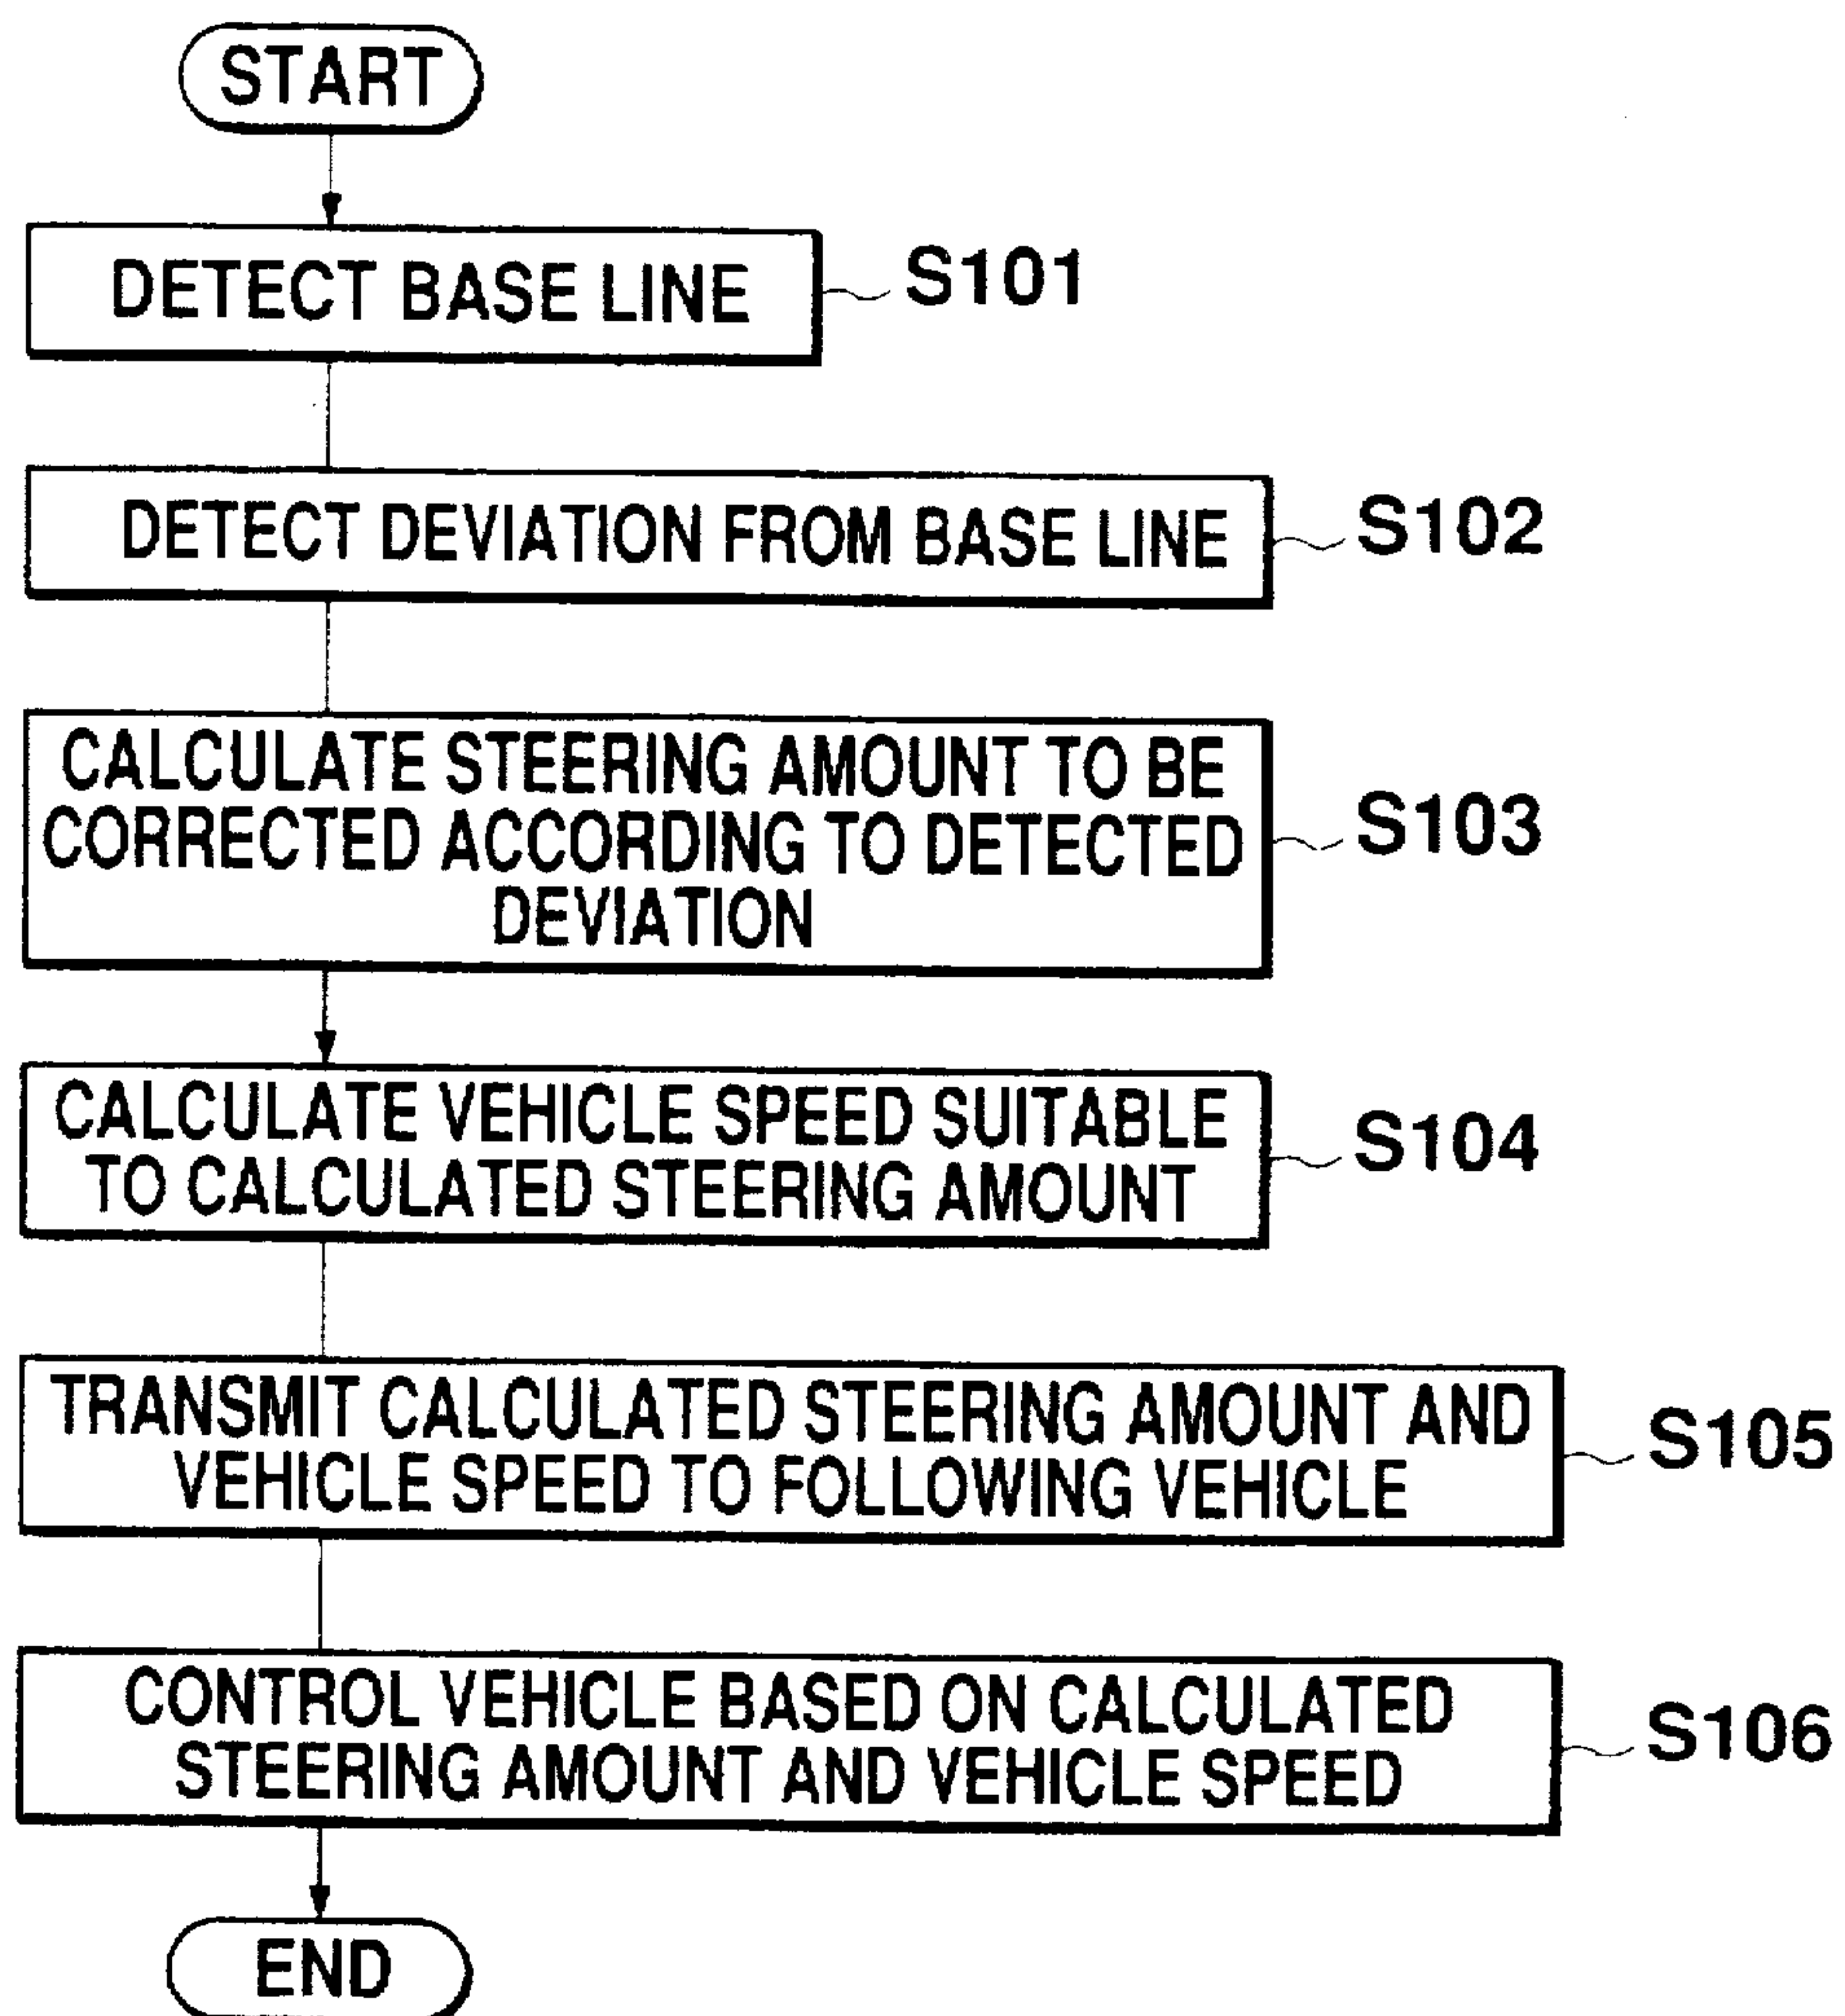 START
DETECT BASE LINE
S101
DETECT DEVIATION FROM BASE LINE
S102
CALCULATE STEERING AMOUNT TO BE
CORRECTED ACCORDING TO DETECTED
DEVIATION
S103
CALCULATE VEHICLE SPEED SUITABLE
TO CALCULATED STEERING AMOUNT
S104
TRANSMIT CALCULATED STEERING AMOUNT AND
VEHICLE SPEED TO FOLLOWING VEHICLE
S105
CONTROL VEHICLE BASED ON CALCULATED
STEERING AMOUNT AND VEHICLE SPEED
S106
END